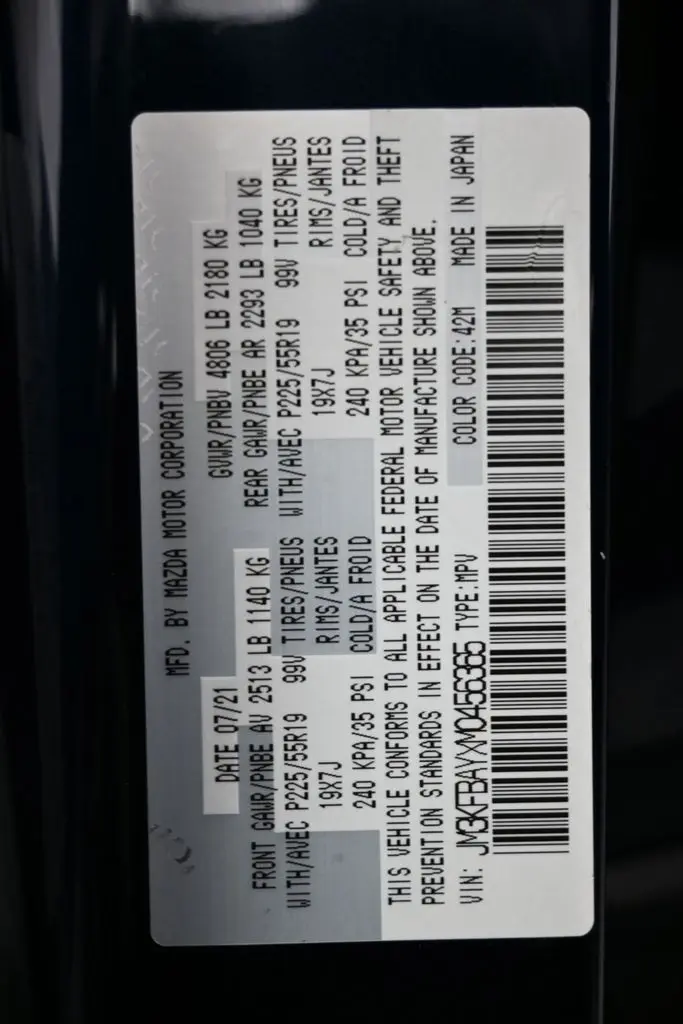 MFD. BY MAZDA MOTOR CORPORATION
DATE 07/21 GVWR/PNBV 4806 LB 2180 KG
FRONT GAWR/PNBE AV 2513 LB 1140 KG REAR GAWR/PNBE AR 2293 LB 1040 KG
WITH/AVEC P225/55R19 99V TIRES/PNEUS WITH/AVEC P225/55R19 99V TIRES/PNEUS
19X7J RIMS/JANTES 19X7J RIMS/JANTES
240 KPA/35 PSI COLD/A FROID 240 KPA/35 PSI COLD/A FROID
THIS VEHICLE CONFORMS TO ALL APPLICABLE FEDERAL MOTOR VEHICLE SAFETY AND THEFT
PREVENTION STANDARDS IN EFFECT ON THE DATE OF MANUFACTURE SHOWN ABOVE.
VIN: JM3KFBAYXM0456365 TYPE:MPV COLOR CODE:42M MADE IN JAPAN